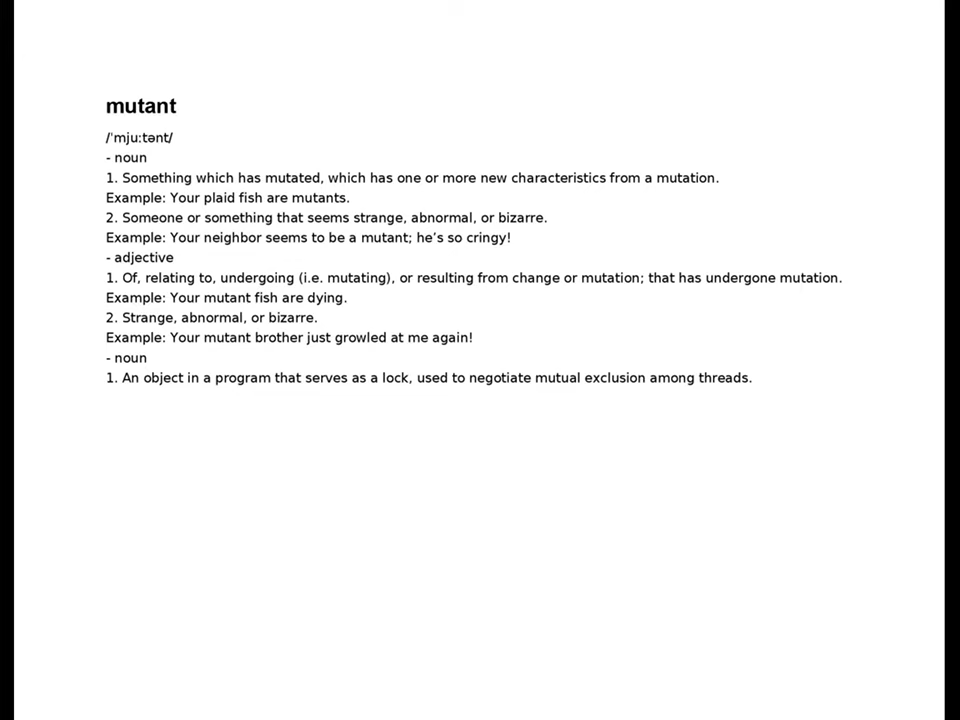 mutant
/ˈmjuːtənt/
- noun
1. Something which has mutated, which has one or more new characteristics from a mutation.
Example: Your plaid fish are mutants.
2. Someone or something that seems strange, abnormal, or bizarre.
Example: Your neighbor seems to be a mutant; he’s so cringy!
- adjective
1. Of, relating to, undergoing (i.e. mutating), or resulting from change or mutation; that has undergone mutation.
Example: Your mutant fish are dying.
2. Strange, abnormal, or bizarre.
Example: Your mutant brother just growled at me again!
- noun
1. An object in a program that serves as a lock, used to negotiate mutual exclusion among threads.